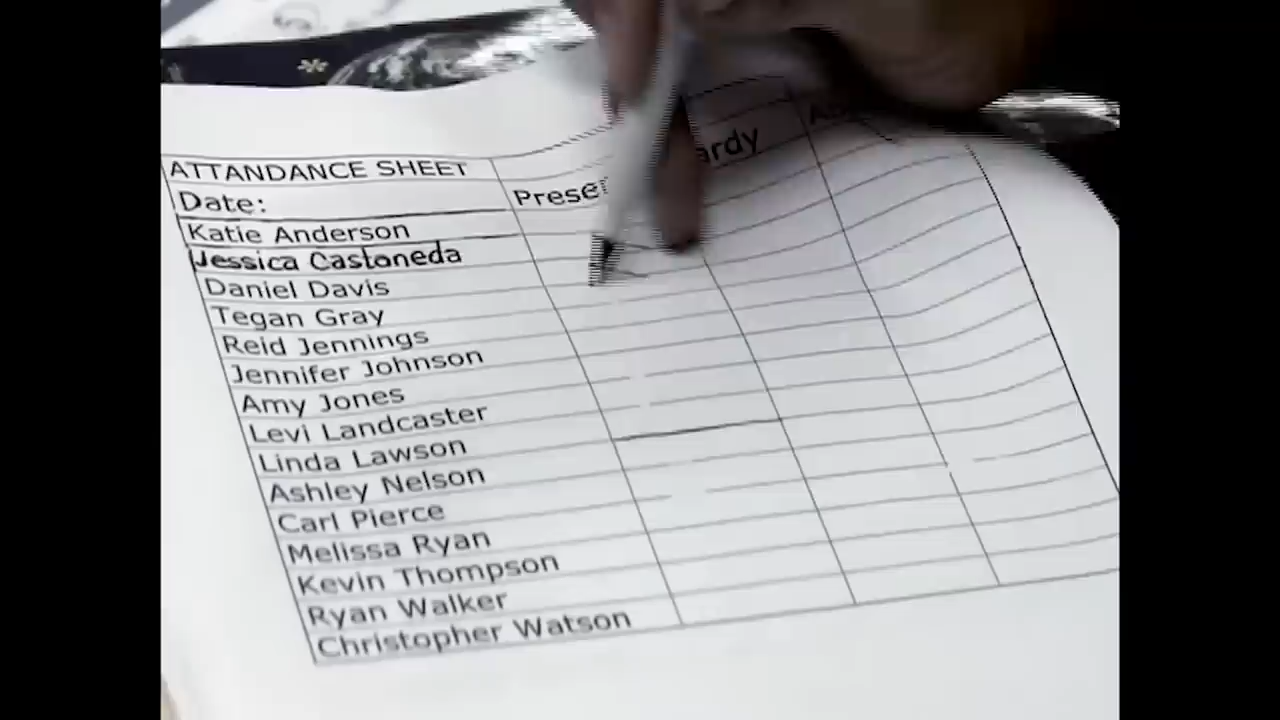 ATTANDANCE SHEET
Date:
Katie Anderson
Jessica Castaneda
Daniel Davis
Tegan Gray
Reid Jennings
Jennifer Johnson
Amy Jones
Levi Landcaster
Linda Lawson
Ashley Nelson
Carl Pierce
Melissa Ryan
Kevin Thompson
Ryan Walker
Christopher Watson